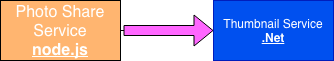 Photo Share
Service
node.js
Thumbnail Service
.Net